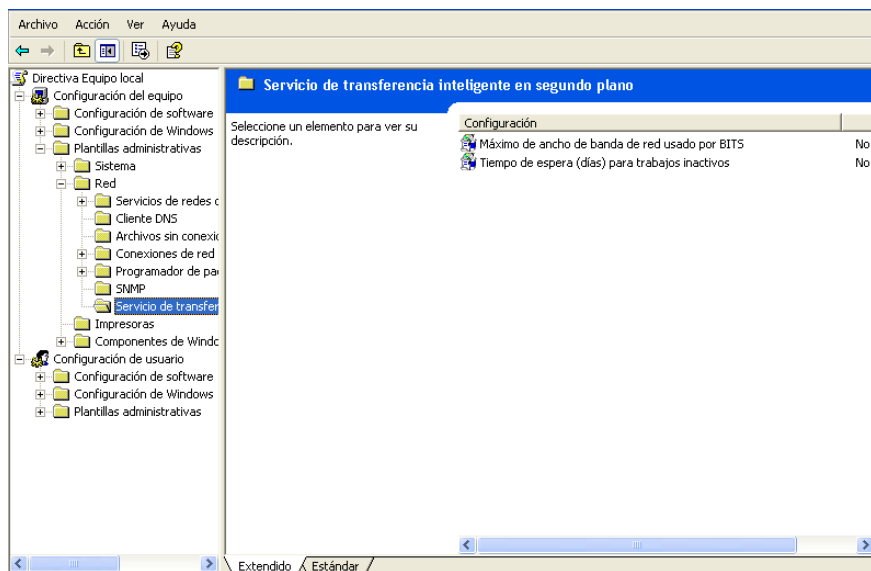 Archivo Acción Ver Ayuda
Directiva Equipo local
Configuración del equipo
Configuración de software
Configuración de Windows
Plantillas administrativas
Sistema
Red
Servicios de redes c
Cliente DNS
Archivos sin conexió
Conexiones de red
Programador de pa
SNMP
Servicio de transfer
Impresoras
Componentes de Windo
Configuración de usuario
Configuración de software
Configuración de Windows
Plantillas administrativas
Servicio de transferencia inteligente en segundo plano
Seleccione un elemento para ver su
descripción.
Configuración
Máximo de ancho de banda de red usado por BITS No
Tiempo de espera (días) para trabajos inactivos No
Extendido Estándar